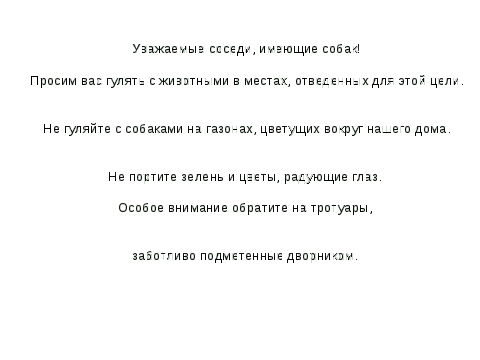 Уважаемые соседи, имеющие собак!
Просим вас гулять с животными в местах, отведенных для этой цели.
Не гуляйте с собаками на газонах, цветущих вокруг нашего дома.
Не портите зелень и цветы, радующие глаз.
Особое внимание обратите на тротуары,
заботливо подметенные дворником.